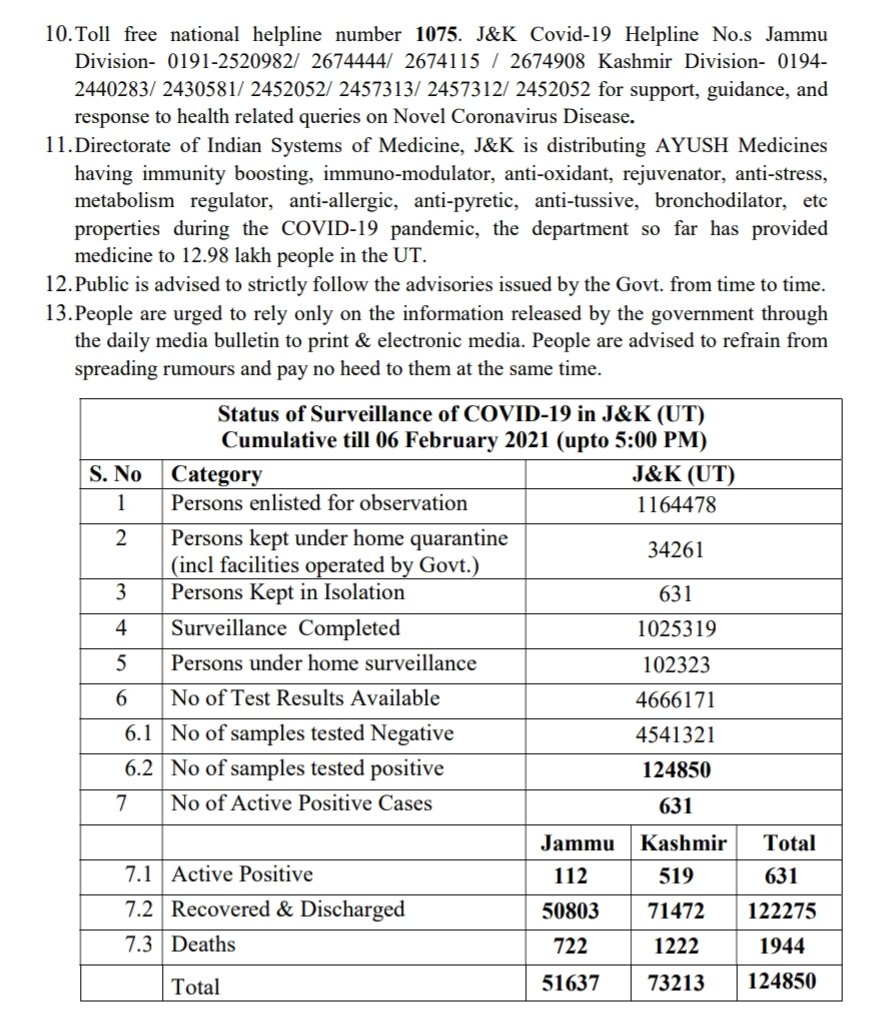 10.Toll free national helpline number 1075. J&K Covid-19 Helpline No.s Jammu
Division- 0191-2520982/ 2674444/ 2674115 / 2674908 Kashmir Division- 0194-
2440283/ 2430581/ 2452052/ 2457313/ 2457312/ 2452052 for support, guidance, and
response to health related queries on Novel Coronavirus Disease.
11.Directorate of Indian Systems of Medicine, J&K is distributing AYUSH Medicines
having immunity boosting, immuno-modulator, anti-oxidant, rejuvenator, anti-stress,
metabolism regulator, anti-allergic, anti-pyretic, anti-tussive, bronchodilator, etc
properties during the COVID-19 pandemic, the department so far has provided
medicine to 12.98 lakh people in the UT.
12.Public is advised to strictly follow the advisories issued by the Govt. from time to time.
13.People are urged to rely only on the information released by the government through
the daily media bulletin to print & electronic media. People are advised to refrain from
spreading rumours and pay no heed to them at the same time.
Status of Surveillance of COVID-19 in J&K (UT)
Cumulative till 06 February 2021 (upto 5:00 PM)
S. No Category J&K (UT)
1 Persons enlisted for observation 1164478
2 Persons kept under home quarantine
(incl facilities operated by Govt.) 34261
3 Persons Kept in Isolation 631
4 Surveillance Completed 1025319
5 Persons under home surveillance 102323
6 No of Test Results Available 4666171
6.1 No of samples tested Negative 4541321
6.2 No of samples tested positive 124850
7 No of Active Positive Cases 631
Jammu Kashmir Total
7.1 Active Positive 112 519 631
7.2 Recovered & Discharged 50803 71472 122275
7.3 Deaths 722 1222 1944
Total 51637 73213 124850